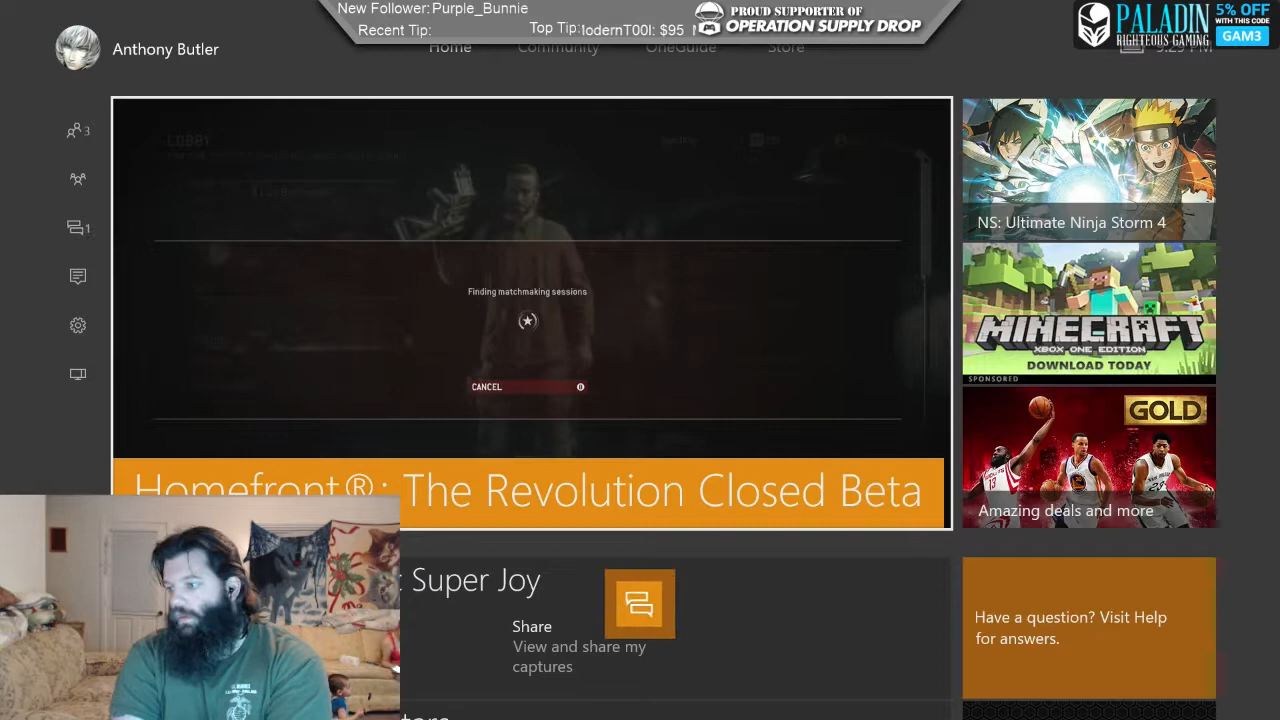 New Follower: Purple_Bunnie
Recent Tip:
Top Tip: lodernT00l: $95
PROUD SUPPORTER OF
OPERATION SUPPLY DROP
PALADIN
RIGHTEOUS GAMING
5% OFF
WITH THIS CODE
GAM3
Anthony Butler
Home
Community
OneGuide
Store
3
1
LOBBY
Finding matchmaking sessions
CANCEL
Homefront®: The Revolution Closed Beta
NS: Ultimate Ninja Storm 4
MINECRAFT
XBOX ONE EDITION
DOWNLOAD TODAY
SPONSORED
GOLD
Amazing deals and more
Super Joy
Share
View and share my
captures
Have a question? Visit Help
for answers.